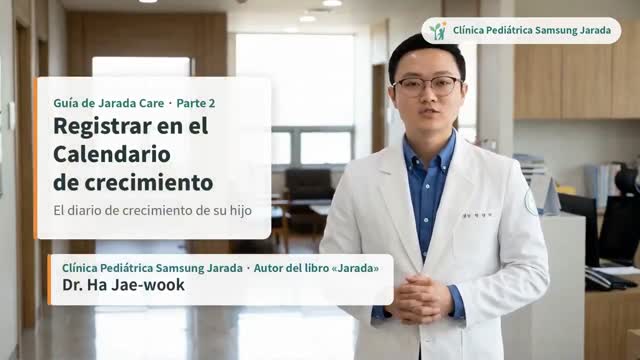 Clínica Pediátrica Samsung Jarada
Guía de Jarada Care · Parte 2
Registrar en el
Calendario
de crecimiento
El diario de crecimiento de su hijo
Clínica Pediátrica Samsung Jarada · Autor del libro «Jarada»
Dr. Ha Jae-wook